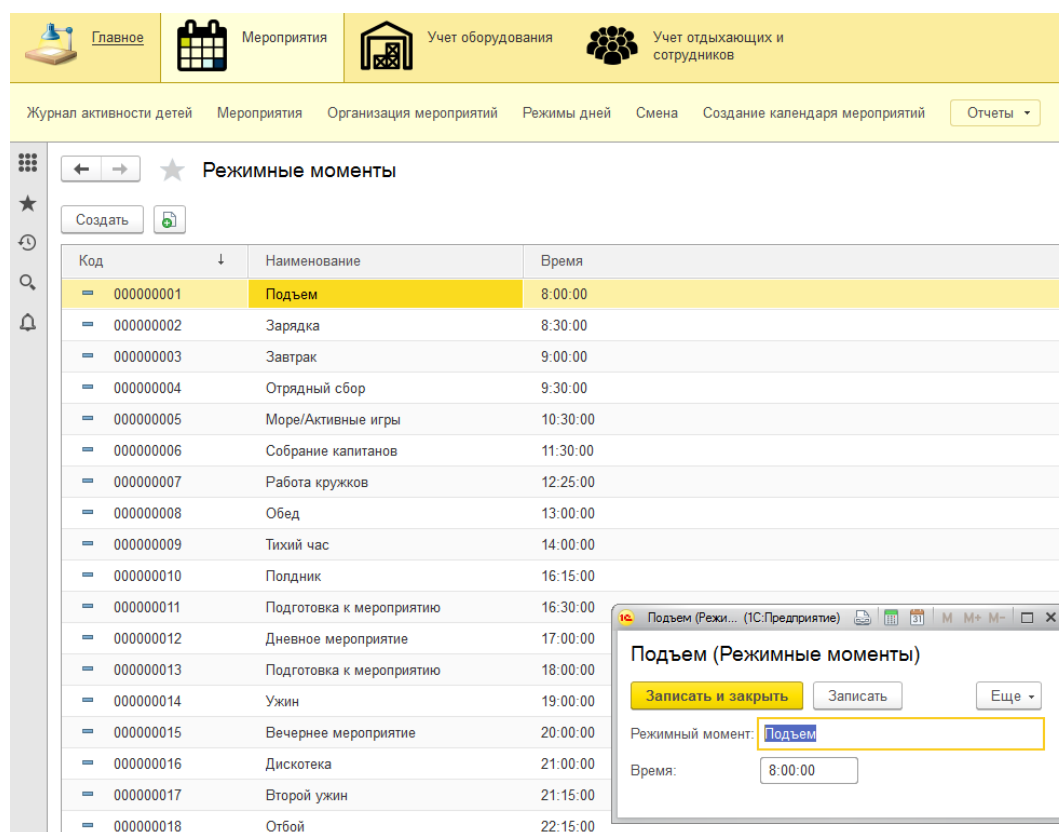 Главное
Мероприятия
Учет оборудования
Учет отдыхающих и
сотрудников
Журнал активности детей Мероприятия Организация мероприятий Режимы дней Смена Создание календаря мероприятий Отчеты
Режимные моменты
Создать
Код Наименование Время
000000001 Подъем 8:00:00
000000002 Зарядка 8:30:00
000000003 Завтрак 9:00:00
000000004 Отрядный сбор 9:30:00
000000005 Море/Активные игры 10:30:00
000000006 Собрание капитанов 11:30:00
000000007 Работа кружков 12:25:00
000000008 Обед 13:00:00
000000009 Тихий час 14:00:00
000000010 Полдник 16:15:00
000000011 Подготовка к мероприятию 16:30:00
000000012 Дневное мероприятие 17:00:00
000000013 Подготовка к мероприятию 18:00:00
000000014 Ужин 19:00:00
000000015 Вечернее мероприятие 20:00:00
000000016 Дискотека 21:00:00
000000017 Второй ужин 21:15:00
000000018 Отбой 22:15:00
1С Подъем (Режи... (1С:Предприятие) 31 M M+ M-
Подъем (Режимные моменты)
Записать и закрыть Записать Еще
Режимный момент: Подъем
Время: 8:00:00